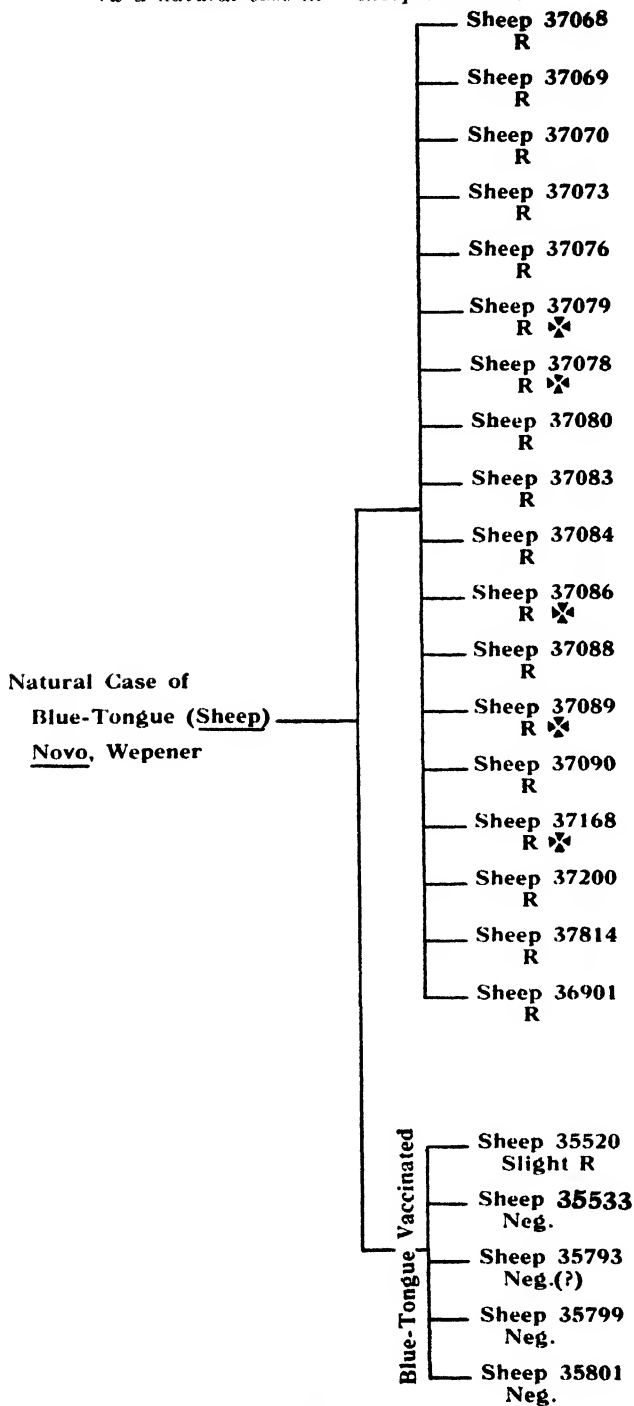 a natural case in
Sheep 37068
R
Sheep 37069
R
Sheep 37070
R
Sheep 37073
R
Sheep 37076
R
Sheep 37079
R ✠
Sheep 37078
R ✠
Sheep 37080
R
Sheep 37083
R
Sheep 37084
R
Sheep 37086
R ✠
Sheep 37088
R
Sheep 37089
R ✠
Sheep 37090
R
Sheep 37168
R ✠
Sheep 37200
R
Sheep 37814
R
Sheep 36901
R
Natural Case of
Blue-Tongue (Sheep)
Novo, Wepener
Blue-Tongue Vaccinated
Sheep 35520
Slight R
Sheep 35533
Neg.
Sheep 35793
Neg.(?)
Sheep 35799
Neg.
Sheep 35801
Neg.